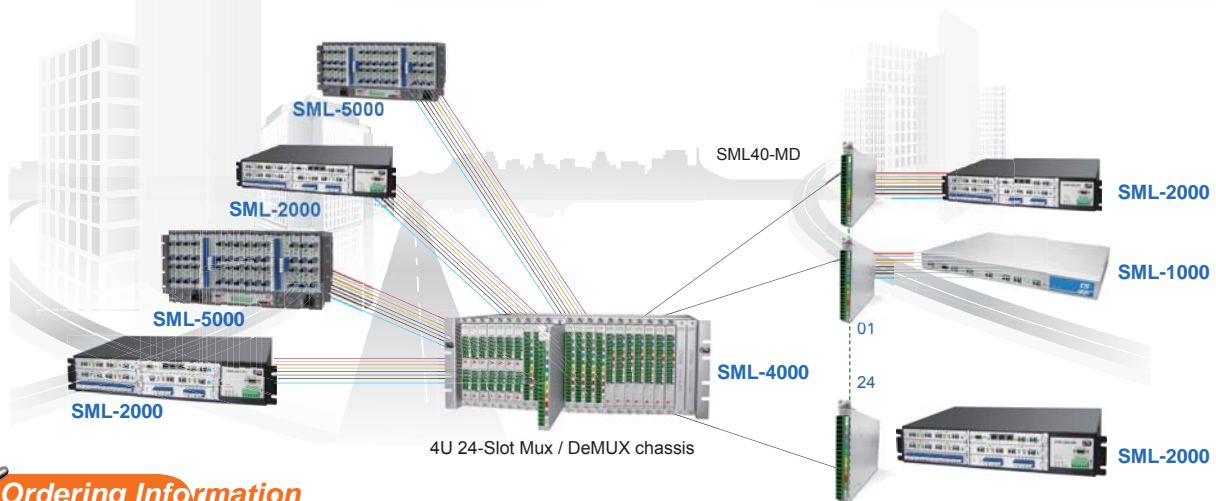 SML-5000
SML-2000
SML-5000
SML-2000
SML40-MD
SML-2000
SML-1000
01
24
SML-4000
4U 24-Slot Mux / DeMUX chassis
SML-2000
Ordering Information